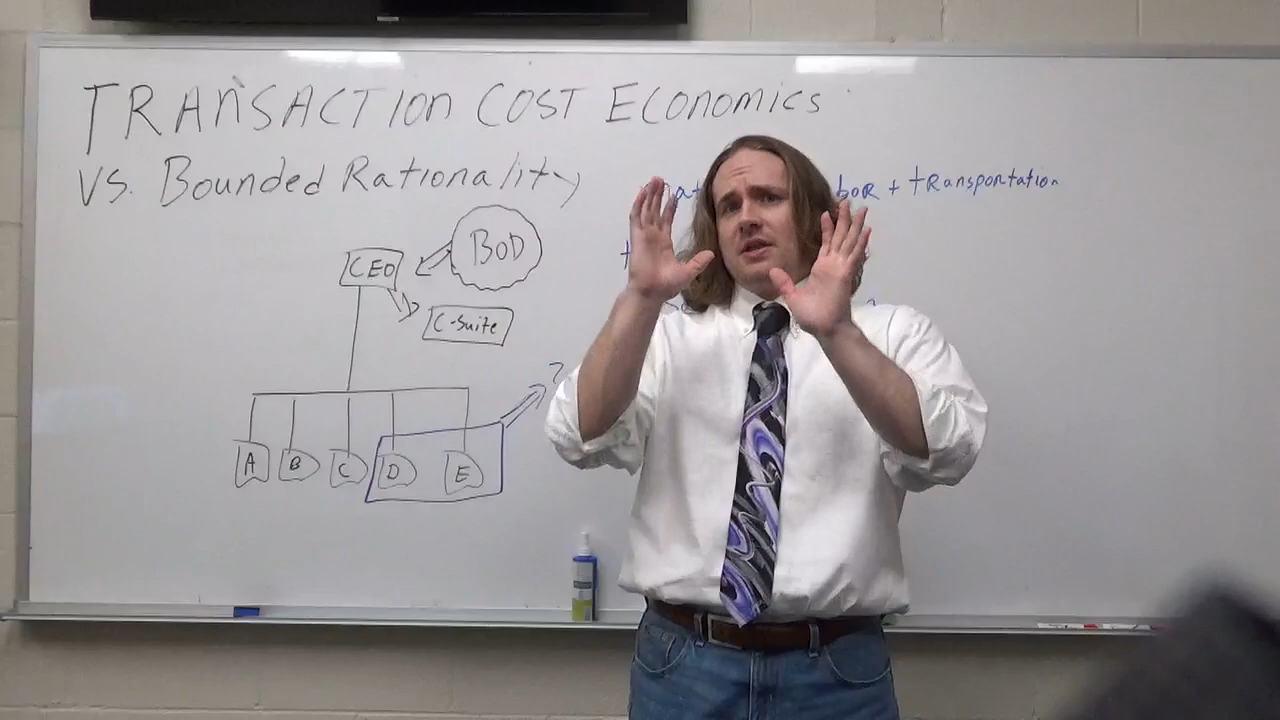 TRANSACTION COST ECONOMICS
VS. Bounded Rationality
+ tRanspoRtation
BOD
CEO
C-Suite
?
A B C D E